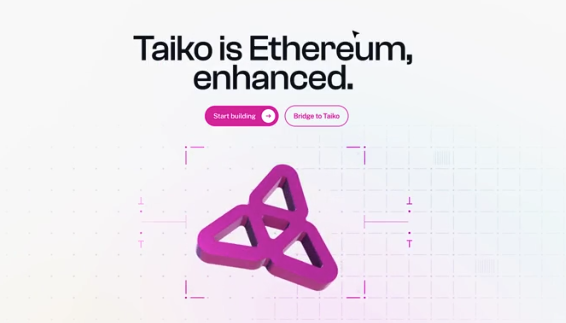 Taiko is Ethereum,
enhanced.
Start building
Bridge to Taiko